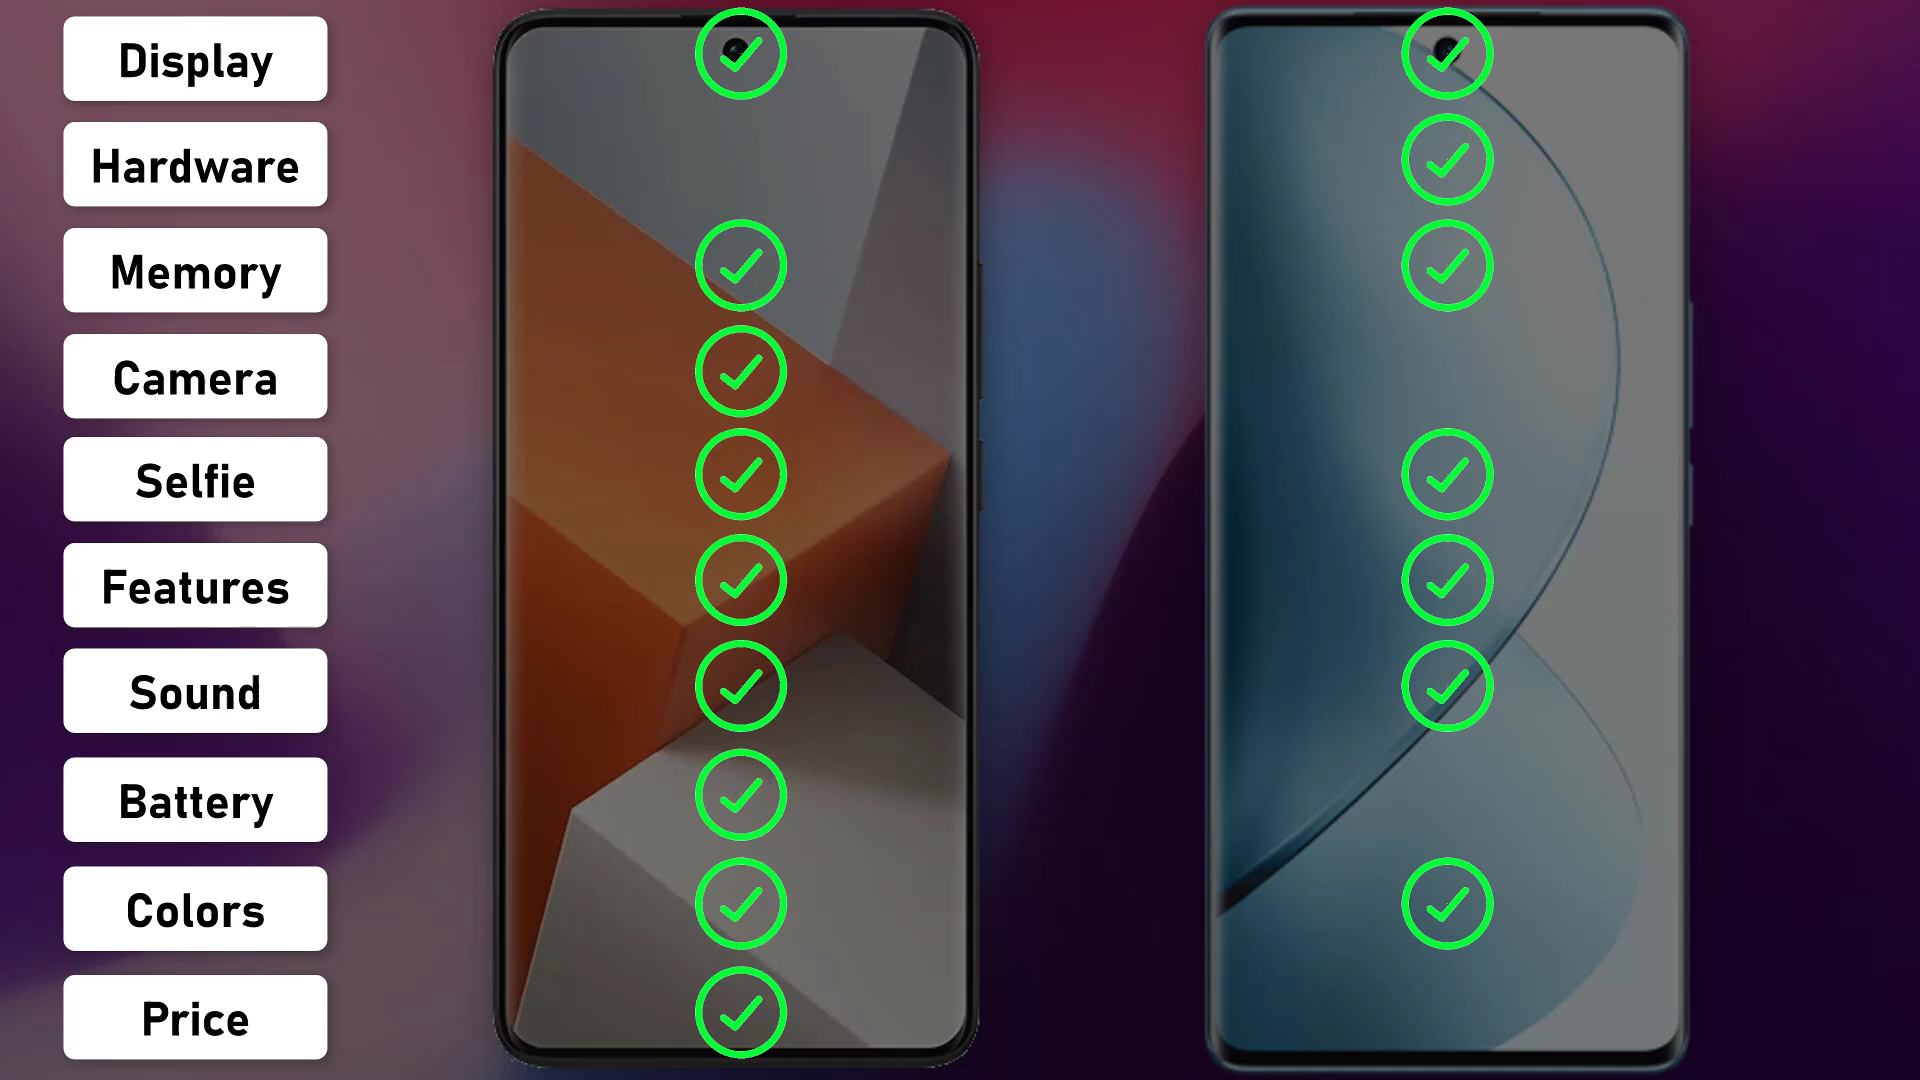 Display
Hardware
Memory
Camera
Selfie
Features
Sound
Battery
Colors
Price